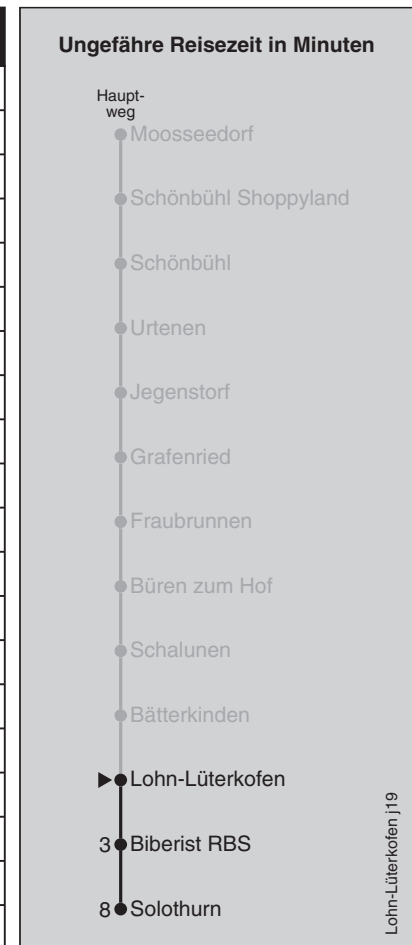 Ungefähre Reisezeit in Minuten
Haupt-
weg
Moosseedorf
Schönbühl Shoppyland
Schönbühl
Urtenen
Jegenstorf
Grafenried
Fraubrunnen
Büren zum Hof
Schalunen
Bätterkinden
Lohn-Lüterkofen
3 Biberist RBS
8 Solothurn
Lohn-Lüterkofen j19